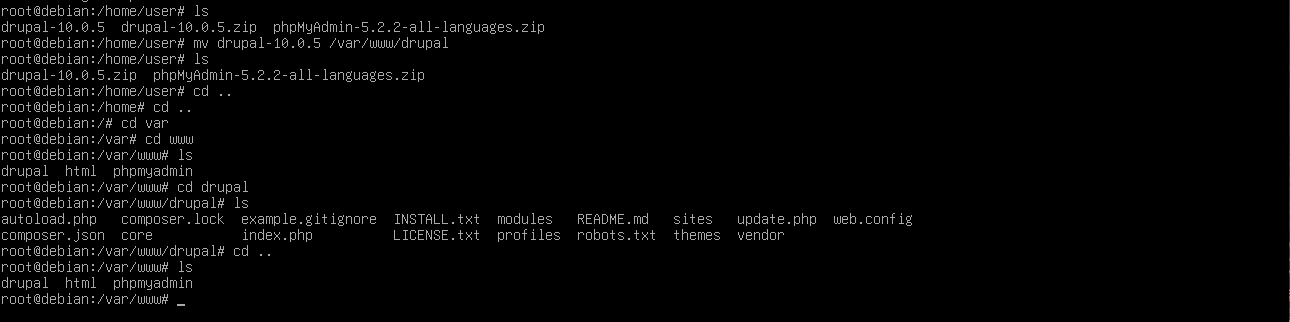 root@debian:/home/user# ls
drupal-10.0.5  drupal-10.0.5.zip  phpMyAdmin-5.2.2-all-languages.zip
root@debian:/home/user# mv drupal-10.0.5 /var/www/drupal
root@debian:/home/user# ls
drupal-10.0.5.zip  phpMyAdmin-5.2.2-all-languages.zip
root@debian:/home/user# cd ..
root@debian:/home# cd ..
root@debian:/# cd var
root@debian:/var# cd www
root@debian:/var/www# ls
drupal  html  phpmyadmin
root@debian:/var/www# cd drupal
root@debian:/var/www/drupal# ls
autoload.php   composer.lock  example.gitignore  INSTALL.txt  modules   README.md   sites   update.php  web.config
composer.json  core           index.php          LICENSE.txt  profiles  robots.txt  themes  vendor
root@debian:/var/www/drupal# cd ..
root@debian:/var/www# ls
drupal  html  phpmyadmin
root@debian:/var/www# _